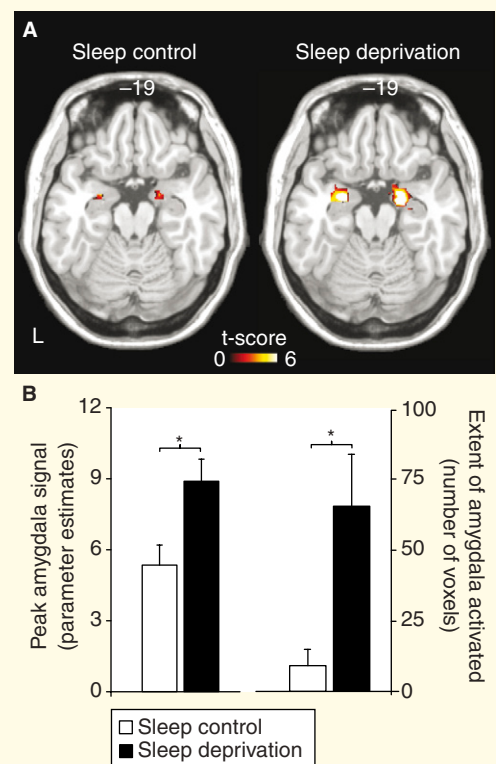 A
Sleep control
Sleep deprivation
–19
–19
L
t-score
0
6
B
Peak amygdala signal
(parameter estimates)
12
9
6
3
0
*
*
100
75
50
25
0
Extent of amygdala activated
(number of voxels)
Sleep control
Sleep deprivation